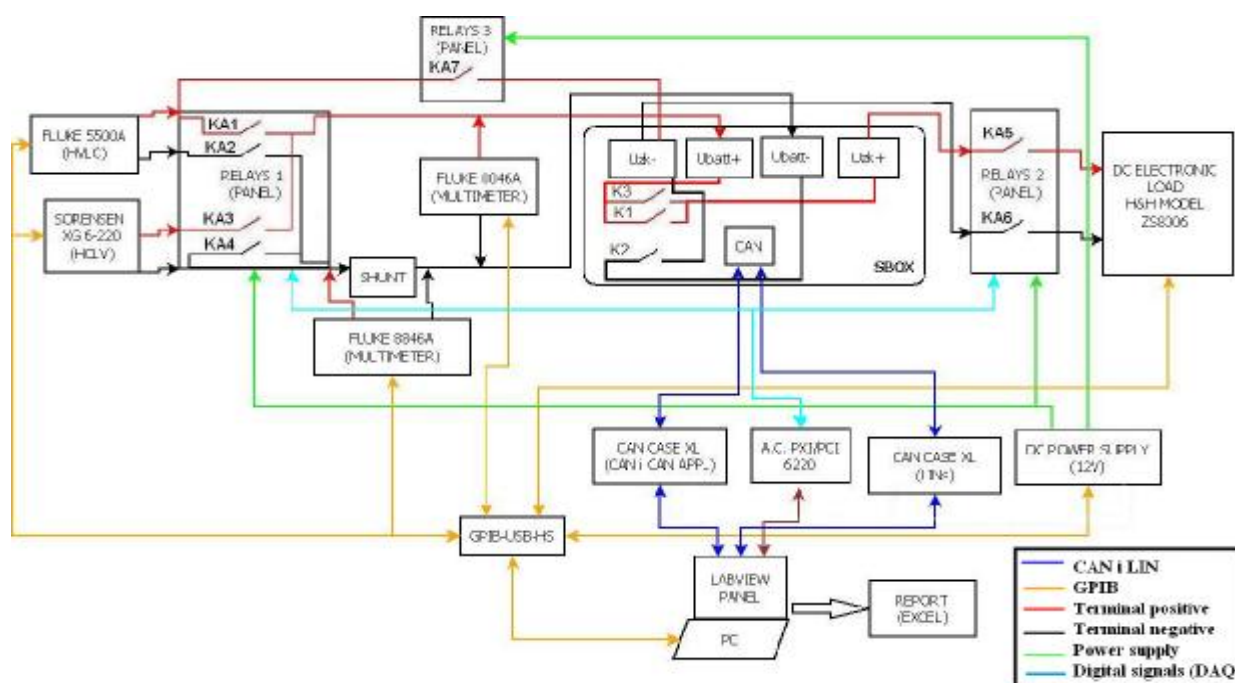 RELAYS 3
(PANEL)
KA7
FLUKE 5500A
(HVLC)
KA1
KA2
RELAYS 1
(PANEL)
SORENSEN
XG 6-220
(HCLV)
KA3
KA4
SHUNT
FLUKE 8846A
(MULTIMETER)
FLUKE 8846A
(MULTIMETER)
Uzk-
Ubatt+
Ubatt-
Uzk+
K3
K1
K2
CAN
SBOX
KA5
RELAYS 2
(PANEL)
KA6
DC ELECTRONIC
LOAD
H&H MODEL
CAN CASE XL
(CAN i CAN APP..)
A.C. PXI/PCI
6220
CAN CASE XL
DC POWER SUPPLY
(12V)
GPIB-USB-HS
LABVIEW
PANEL
PC
REPORT
(EXCEL)
CAN i LIN
GPIB
Terminal positive
Terminal negative
Power supply
Digital signals (DAQ